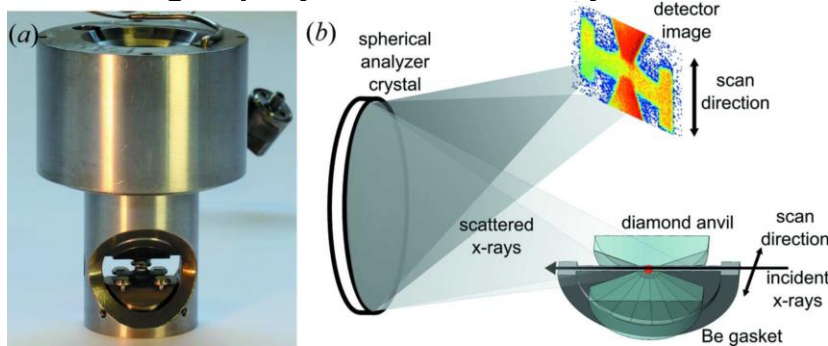 (a)
(b)
spherical
analyzer
crystal
detector
image
scan
direction
scattered
x-rays
diamond anvil
scan
direction
incident
x-rays
Be gasket